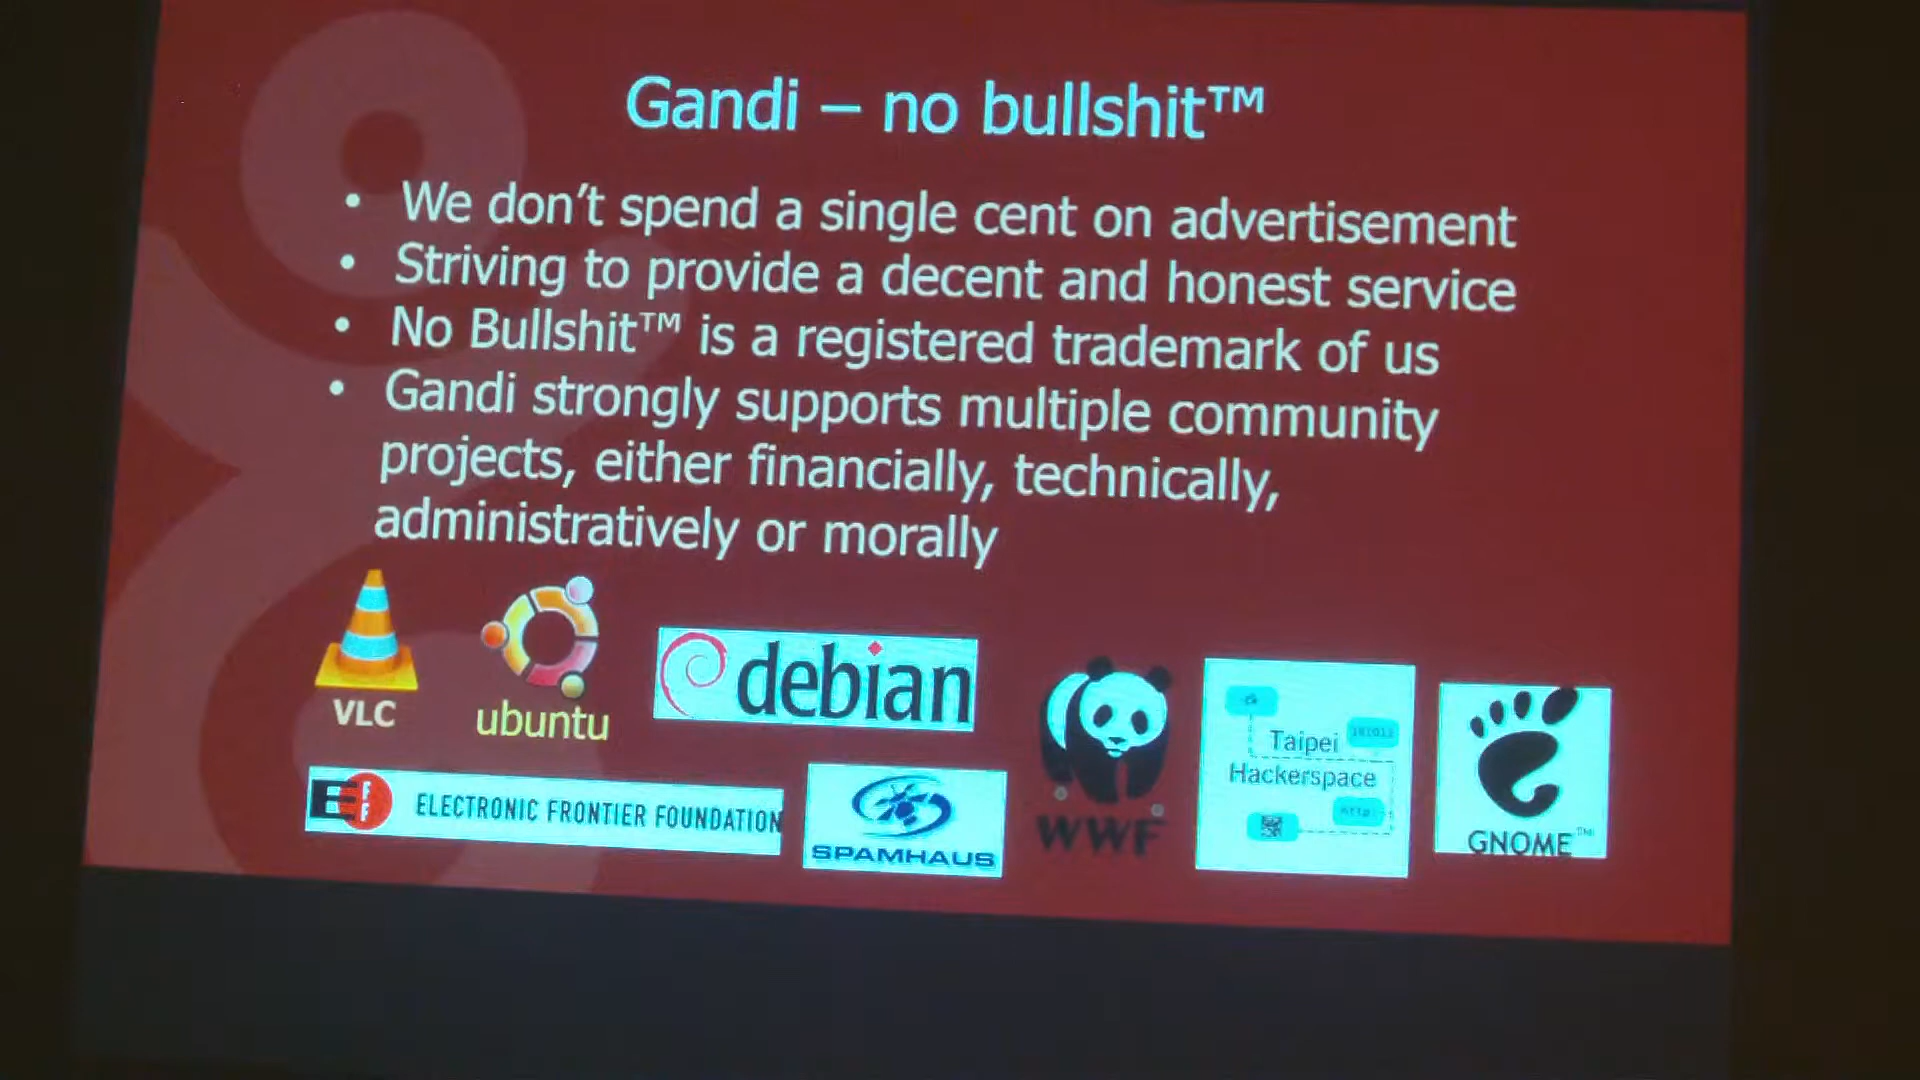 Gandi – no bullshit™
• We don't spend a single cent on advertisement
• Striving to provide a decent and honest service
• No Bullshit™ is a registered trademark of us
• Gandi strongly supports multiple community
projects, either financially, technically,
administratively or morally
VLC
ubuntu
debian
EFF ELECTRONIC FRONTIER FOUNDATION
SPAMHAUS
WWF
Taipei
Hackerspace
http:
GNOME™